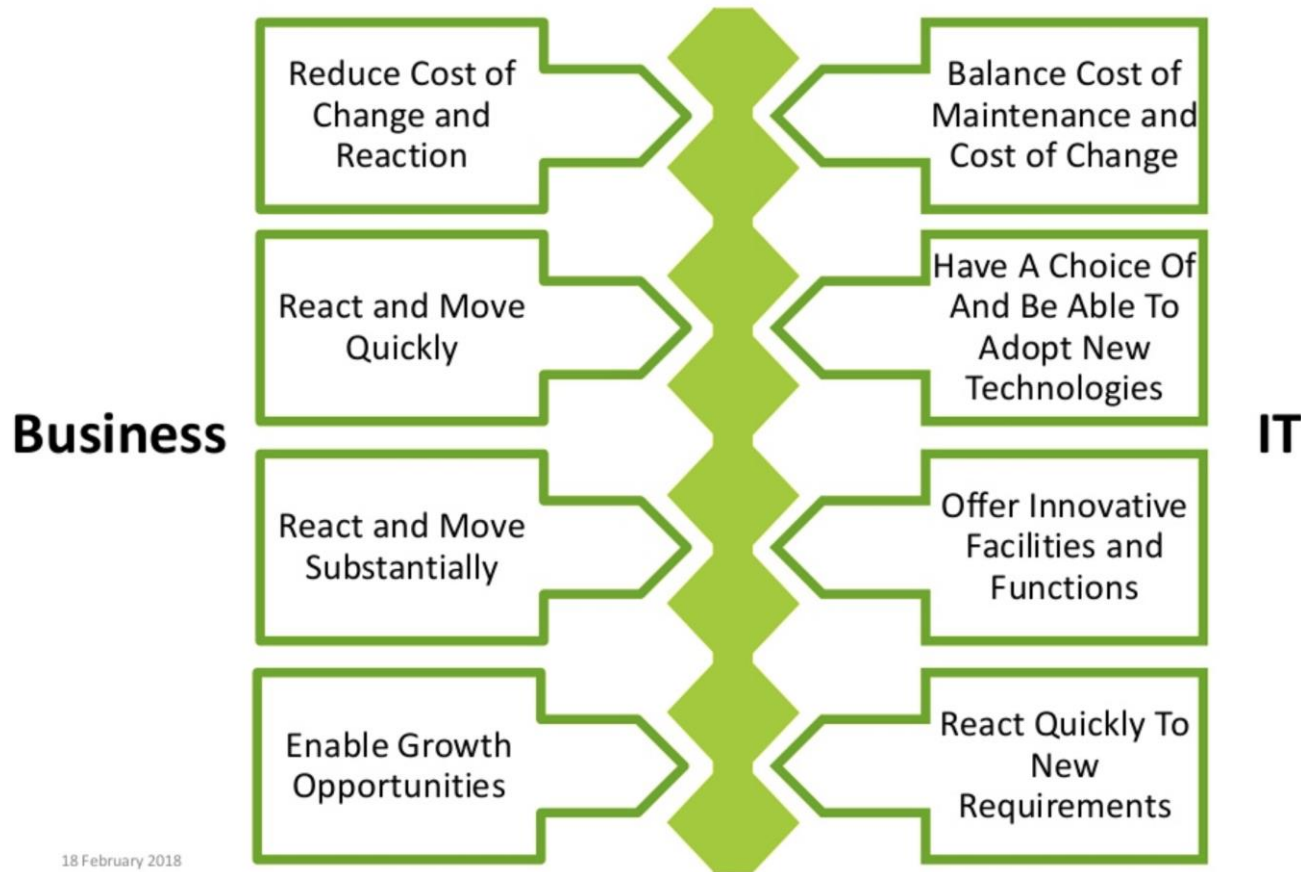 Reduce Cost of
Change and
Reaction
Balance Cost of
Maintenance and
Cost of Change
React and Move
Quickly
Have A Choice Of
And Be Able To
Adopt New
Technologies
Business
IT
React and Move
Substantially
Offer Innovative
Facilities and
Functions
Enable Growth
Opportunities
React Quickly To
New
Requirements
18 February 2018